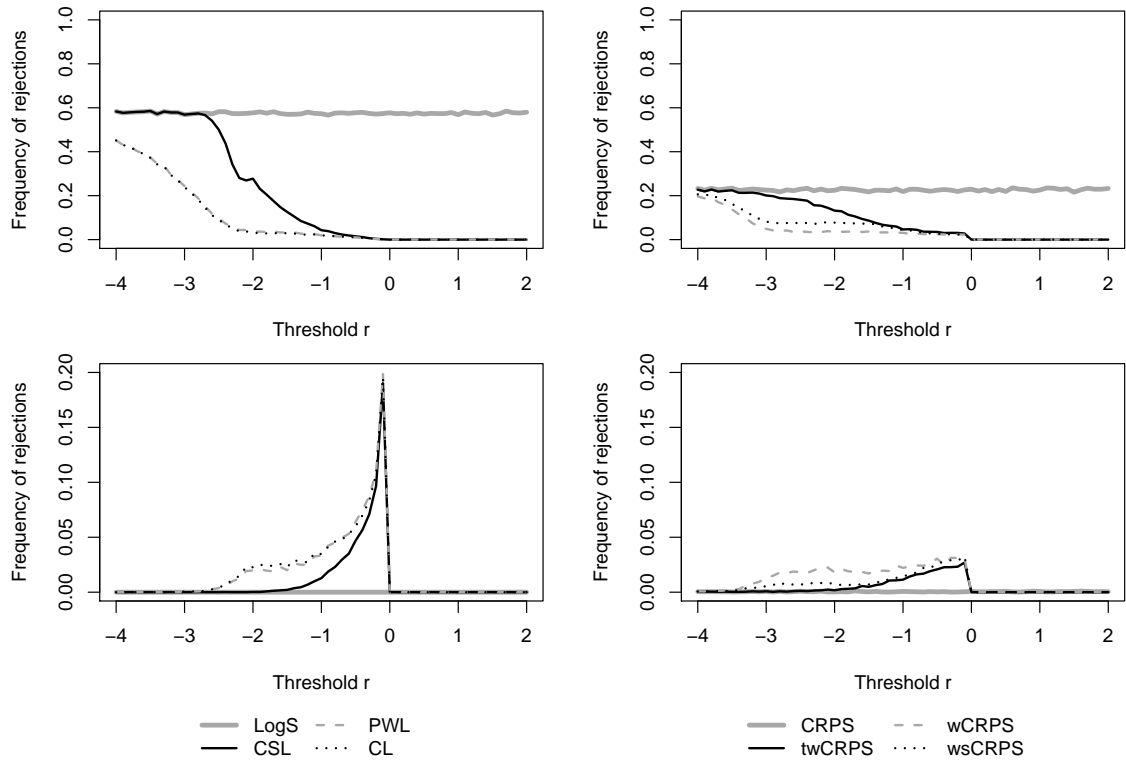 Frequency of rejections
0.0 0.2 0.4 0.6 0.8 1.0
−4 −3 −2 −1 0 1 2
Threshold r
Frequency of rejections
0.0 0.2 0.4 0.6 0.8 1.0
−4 −3 −2 −1 0 1 2
Threshold r
Frequency of rejections
0.00 0.05 0.10 0.15 0.20
−4 −3 −2 −1 0 1 2
Threshold r
Frequency of rejections
0.00 0.05 0.10 0.15 0.20
−4 −3 −2 −1 0 1 2
Threshold r
LogS PWL
CSL CL
CRPS wCRPS
twCRPS wsCRPS